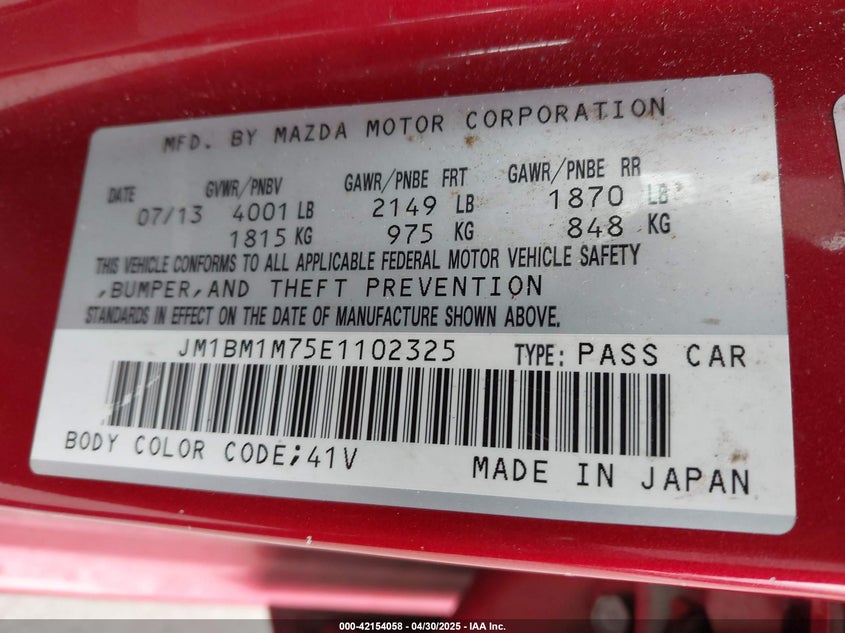 MFD. BY MAZDA MOTOR CORPORATION
DATE GVWR/PNBV GAWR/PNBE FRT GAWR/PNBE RR
07/13 4001 LB 2149 LB 1870 LB
1815 KG 975 KG 848 KG
THIS VEHICLE CONFORMS TO ALL APPLICABLE FEDERAL MOTOR VEHICLE SAFETY
,BUMPER,AND THEFT PREVENTION
STANDARDS IN EFFECT ON THE DATE OF MANUFACTURE SHOWN ABOVE.
JM1BM1M75E1102325 TYPE: PASS CAR
BODY COLOR CODE;41V MADE IN JAPAN
000-42154058 - 04/30/2025 - IAA Inc.